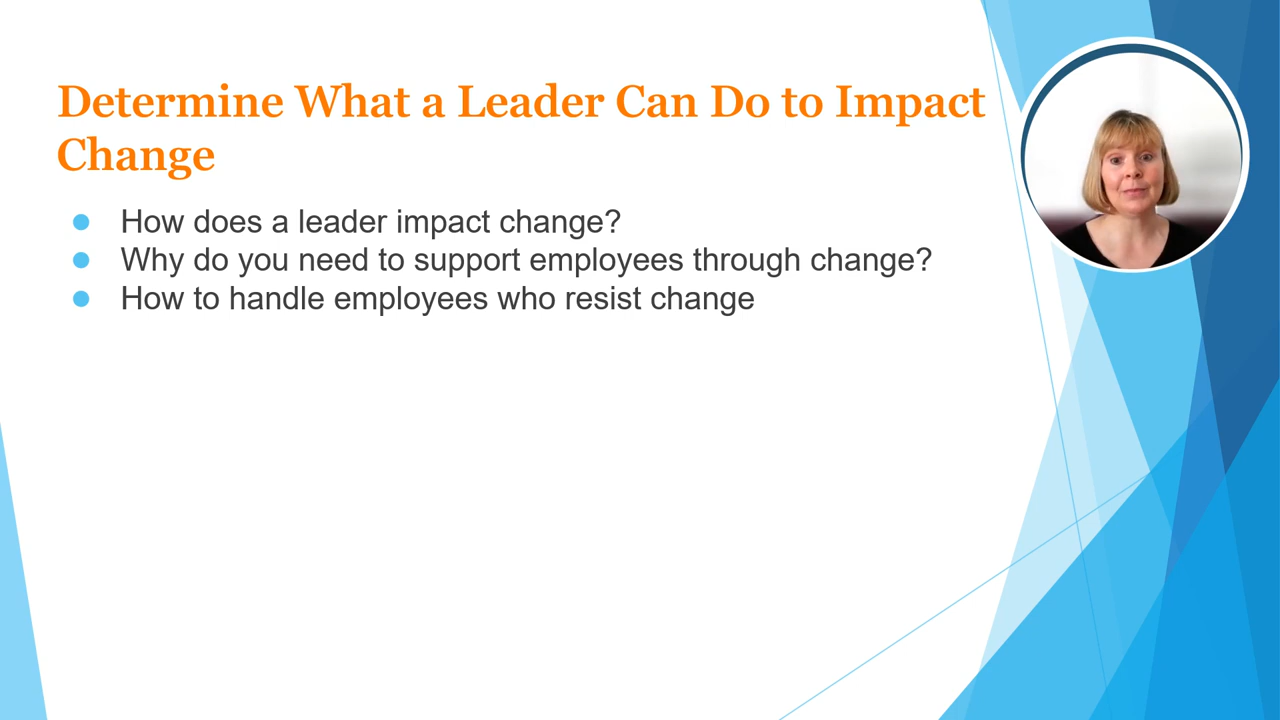 Determine What a Leader Can Do to Impact
Change
How does a leader impact change?
Why do you need to support employees through change?
How to handle employees who resist change